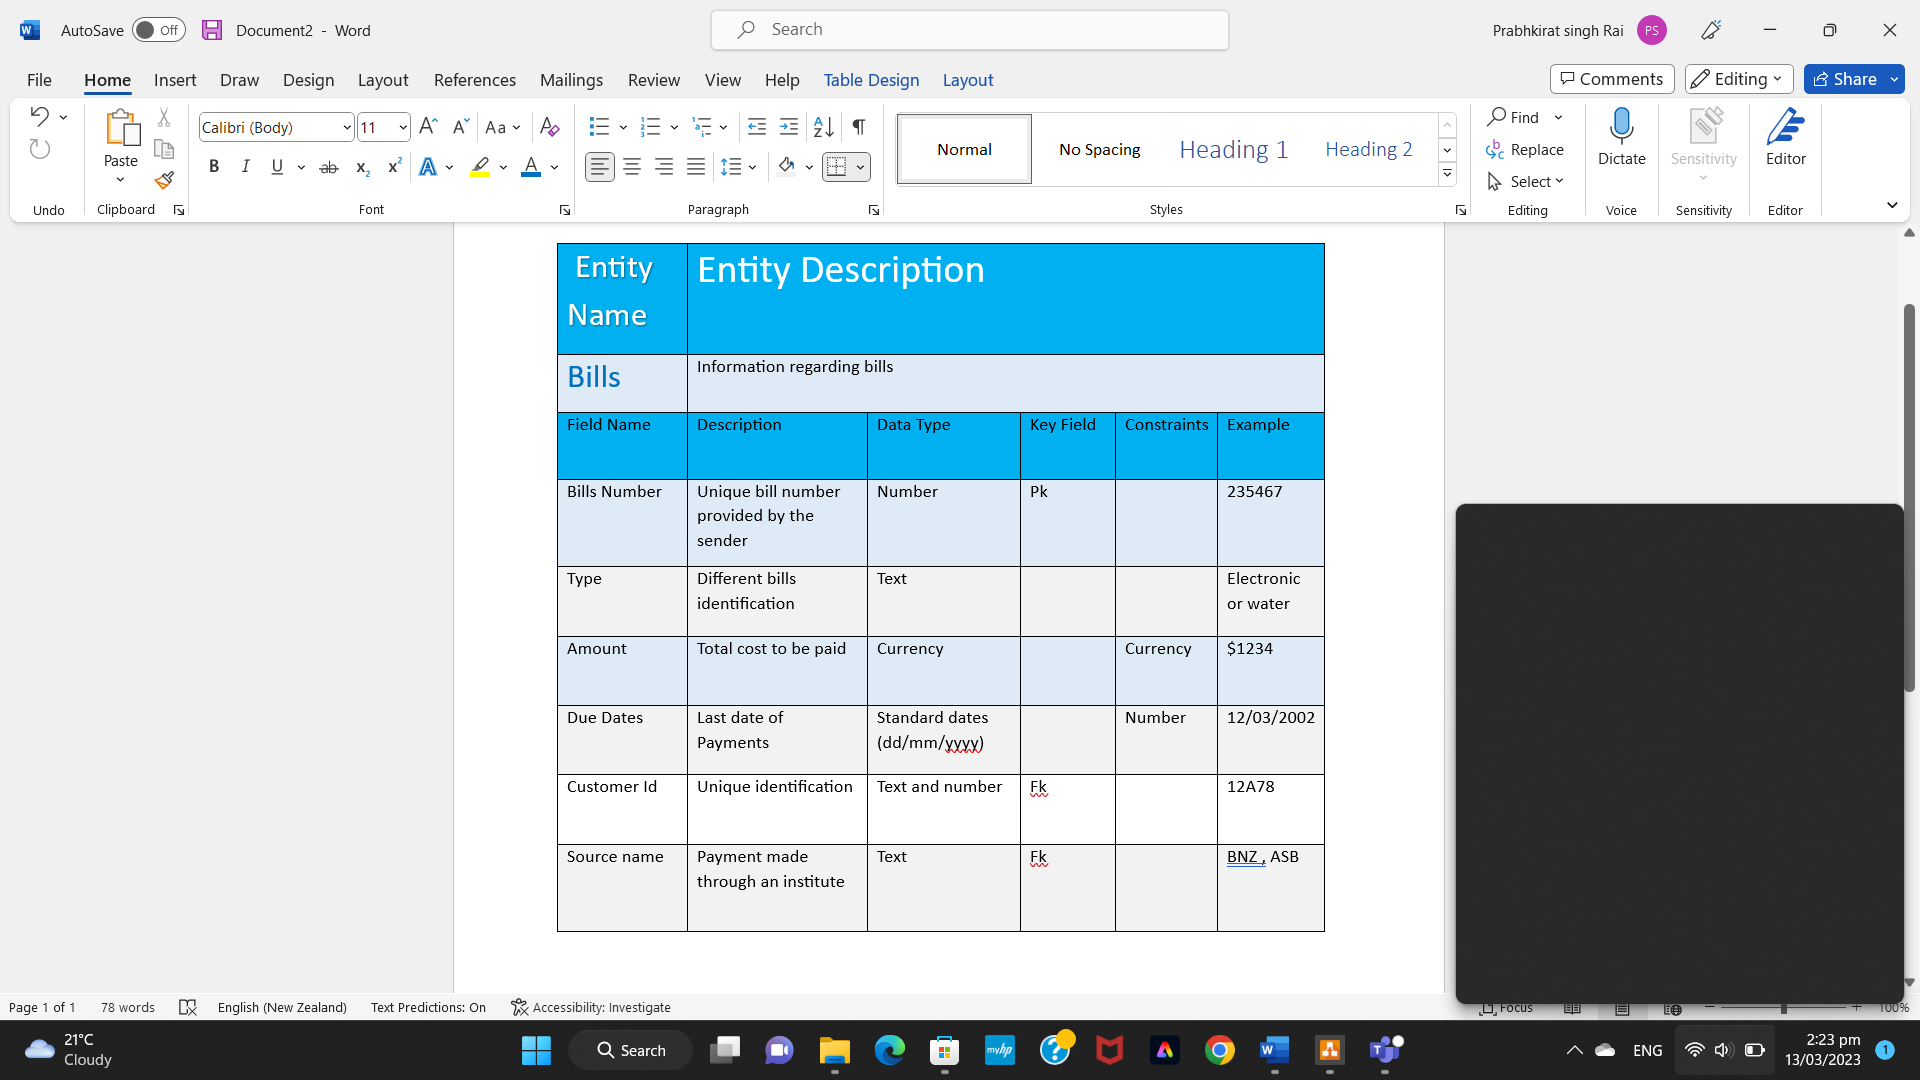 AutoSave Off Document2 - Word Search Prabhkirat singh Rai PS
File Home Insert Draw Design Layout References Mailings Review View Help Table Design Layout Comments Editing Share
Paste Calibri (Body) 11 Normal No Spacing Heading 1 Heading 2 Find Replace Select Dictate Sensitivity Editor
Undo Clipboard Font Paragraph Styles Editing Voice Sensitivity Editor
Entity Name
Entity Description
Bills
Information regarding bills
Field Name Description Data Type Key Field Constraints Example
Bills Number
Unique bill number
provided by the
sender
Number
Pk
235467
Type
Different bills
identification
Text
Electronic
or water
Amount
Total cost to be paid
Currency
Currency
$1234
Due Dates
Last date of
Payments
Standard dates
(dd/mm/yyyy)
Number
12/03/2002
Customer Id
Unique identification
Text and number
Fk
12A78
Source name
Payment made
through an institute
Text
Fk
BNZ , ASB
Page 1 of 1 78 words English (New Zealand) Text Predictions: On Accessibility: Investigate Focus 100%
21°C
Cloudy
Search
myhp
ENG
2:23 pm
13/03/2023
1